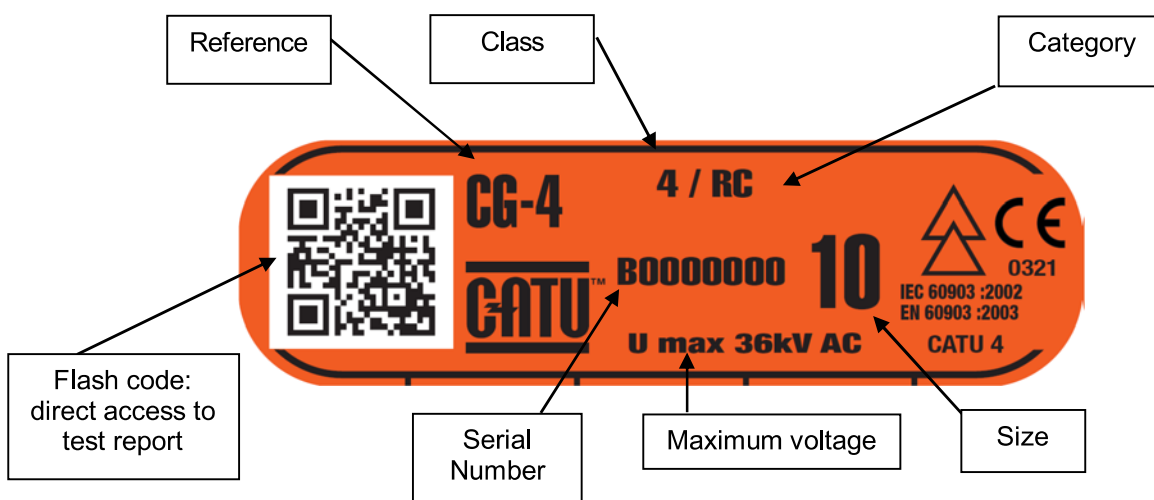 Reference
Class
Category
4 / RC
CG-4
CE
0321
B0000000
10
IEC 60903 :2002
EN 60903 :2003
CATU™
U max 36kV AC
CATU 4
Flash code:
direct access to
test report
Serial
Number
Maximum voltage
Size